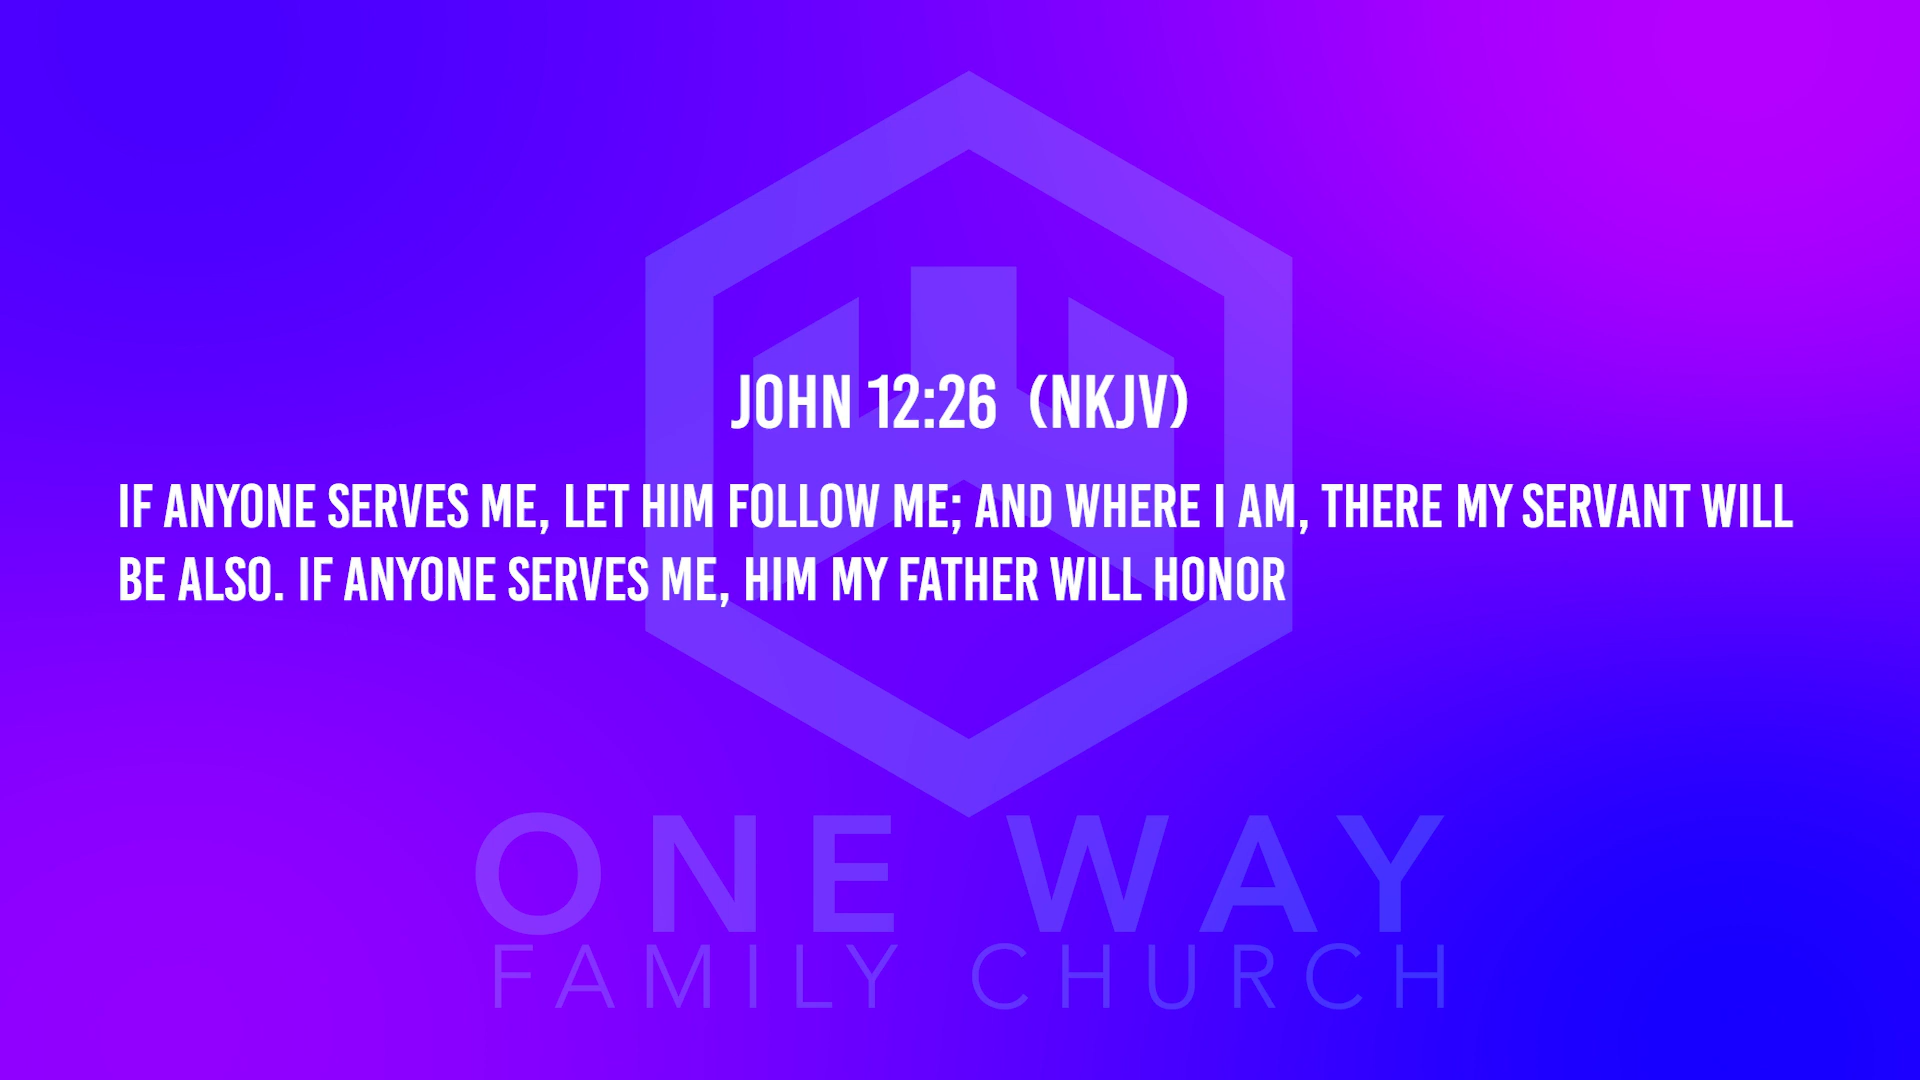 JOHN 12:26 (NKJV)
IF ANYONE SERVES ME, LET HIM FOLLOW ME; AND WHERE I AM, THERE MY SERVANT WILL
BE ALSO. IF ANYONE SERVES ME, HIM MY FATHER WILL HONOR
ONE WAY
FAMILY CHURCH